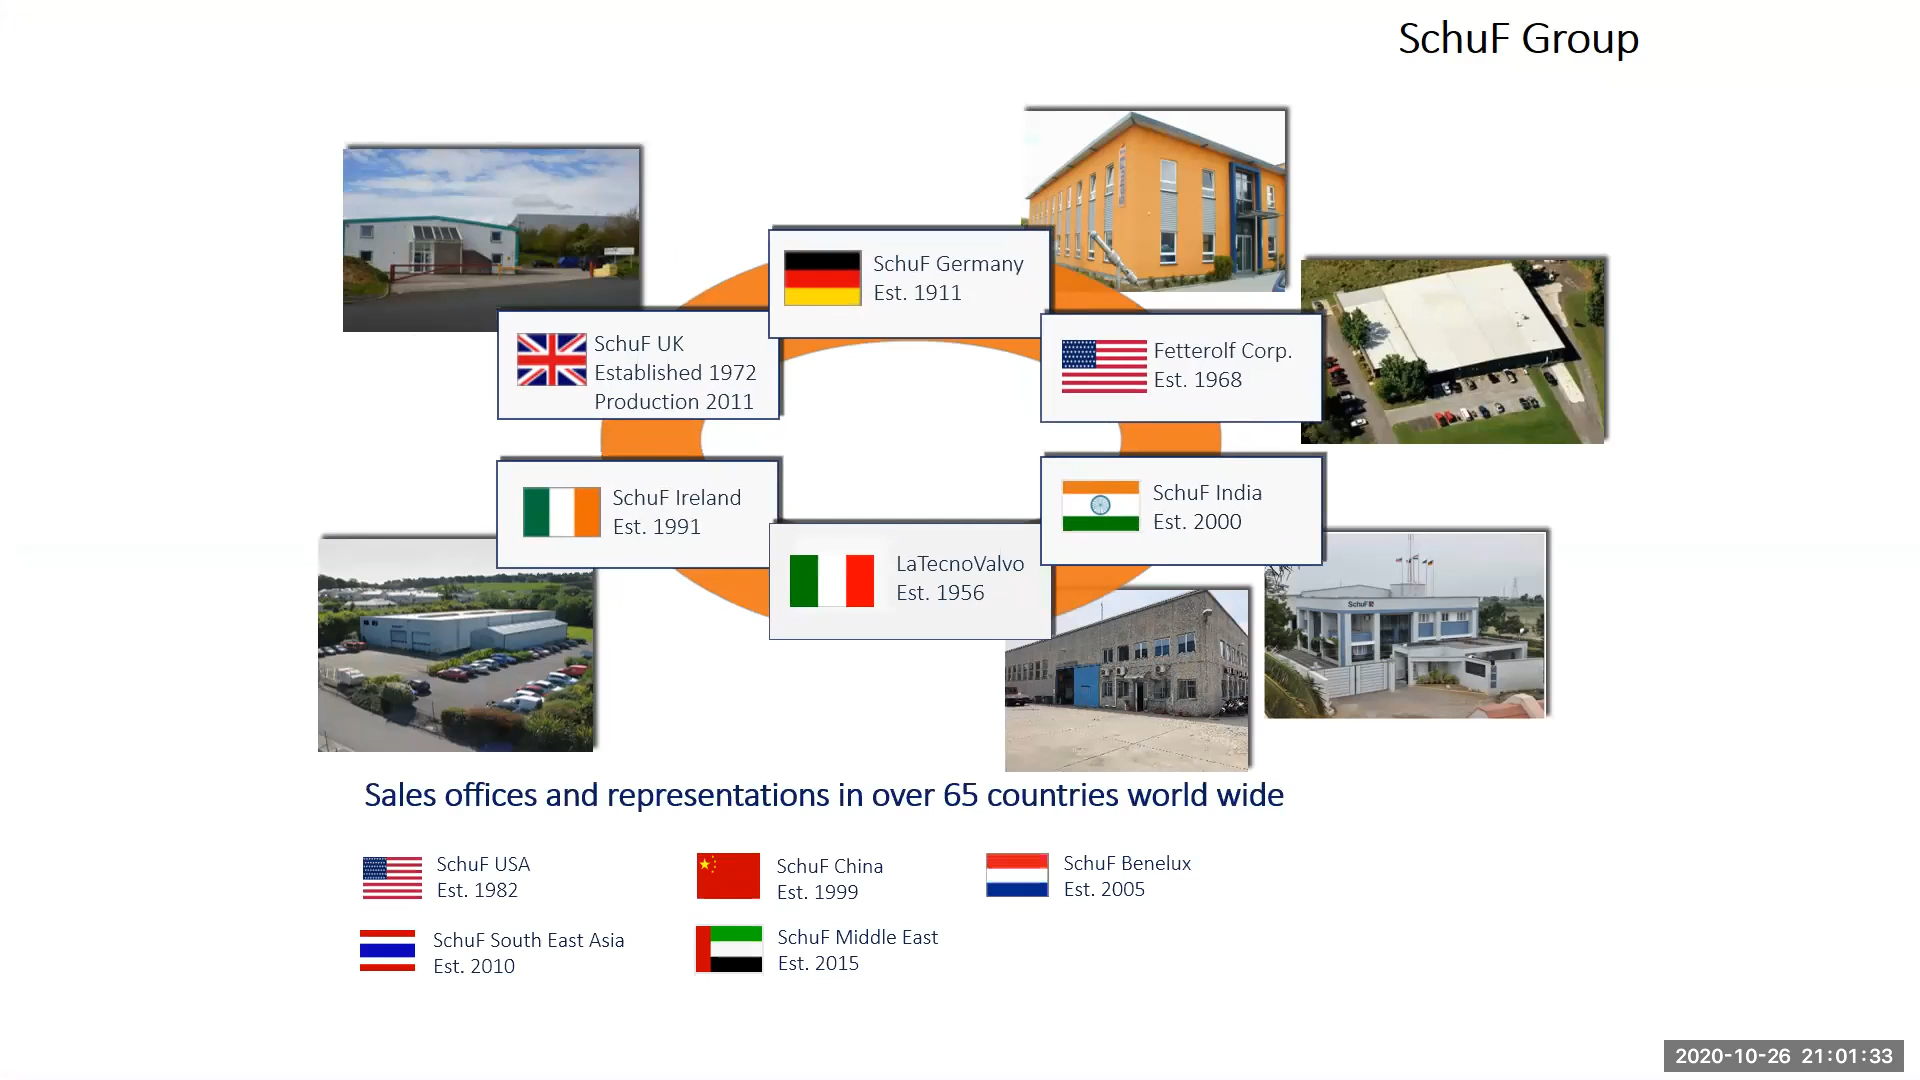 SchuF Group
SchuF Germany
Est. 1911
SchuF UK
Established 1972
Production 2011
Fetterolf Corp.
Est. 1968
SchuF Ireland
Est. 1991
SchuF India
Est. 2000
LaTecnoValvo
Est. 1956
SchuF
Sales offices and representations in over 65 countries world wide
SchuF USA
Est. 1982
SchuF China
Est. 1999
SchuF Benelux
Est. 2005
SchuF South East Asia
Est. 2010
SchuF Middle East
Est. 2015
2020-10-26 21:01:33